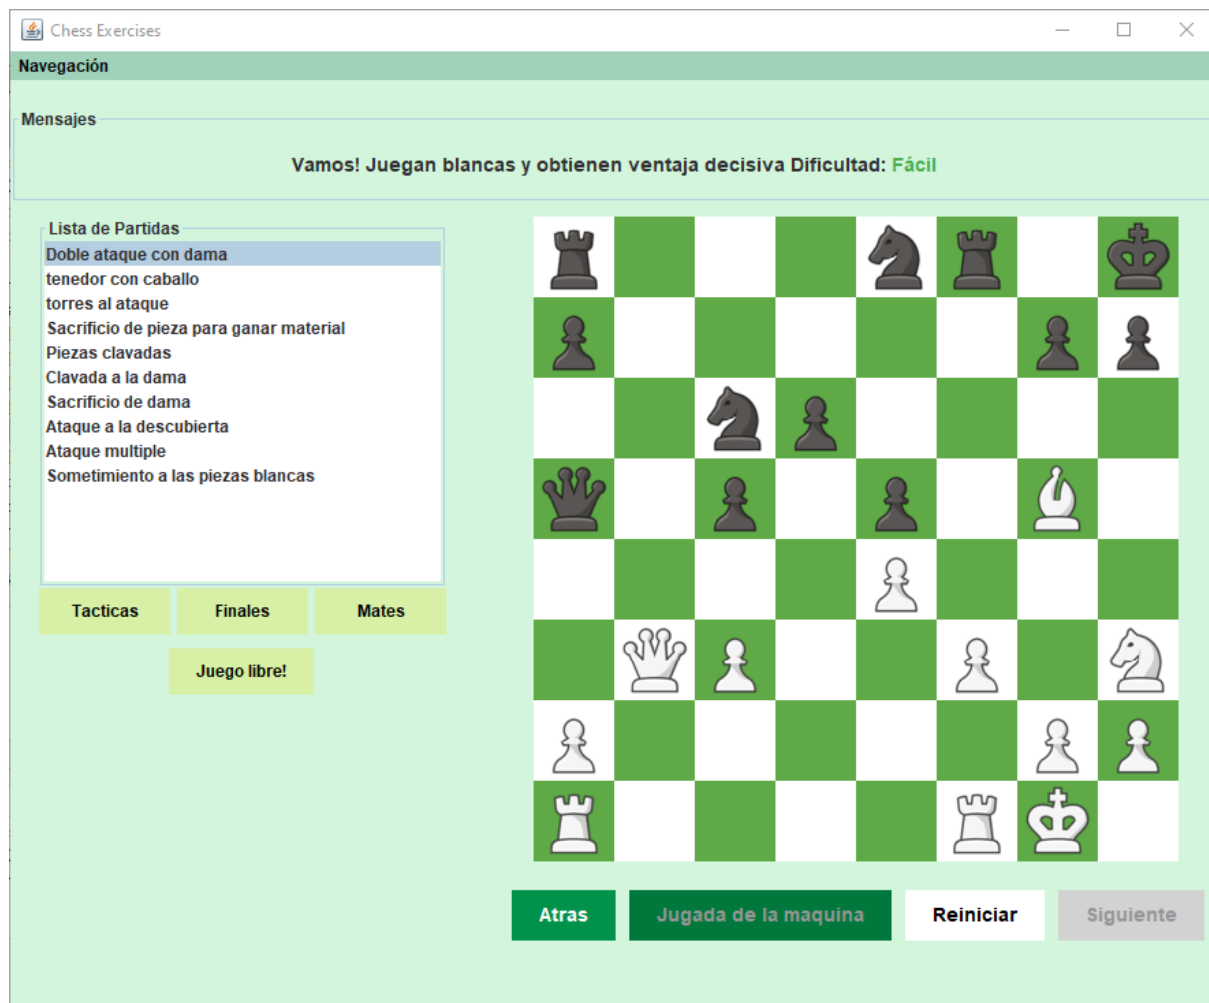 Chess Exercises
Navegación
Mensajes
Vamos! Juegan blancas y obtienen ventaja decisiva Dificultad: Fácil
Lista de Partidas
Doble ataque con dama
tenedor con caballo
torres al ataque
Sacrificio de pieza para ganar material
Piezas clavadas
Clavada a la dama
Sacrificio de dama
Ataque a la descubierta
Ataque multiple
Sometimiento a las piezas blancas
Tacticas Finales Mates
Juego libre!
Atras Jugada de la maquina Reiniciar Siguiente